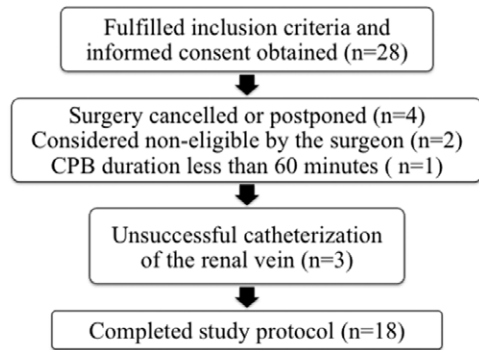 Fulfilled inclusion criteria and
informed consent obtained (n=28)
Surgery cancelled or postponed (n=4)
Considered non-eligible by the surgeon (n=2)
CPB duration less than 60 minutes ( n=1)
Unsuccessful catheterization
of the renal vein (n=3)
Completed study protocol (n=18)